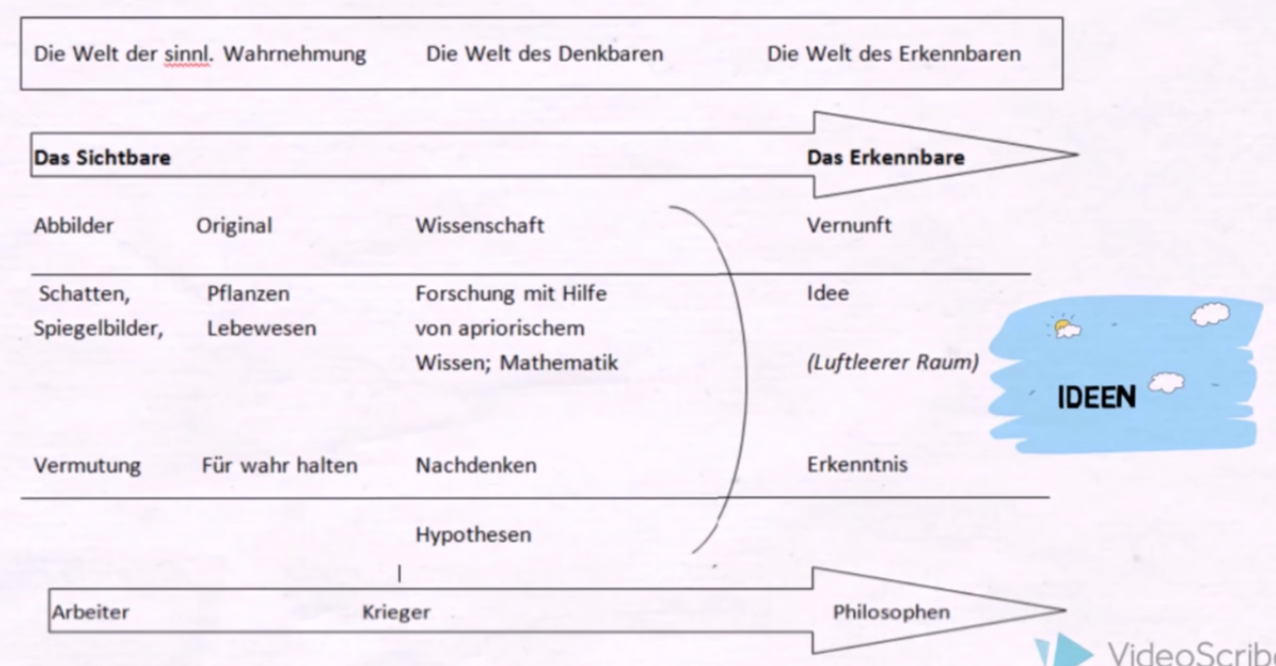 Die Welt der sinnl. Wahrnehmung Die Welt des Denkbaren Die Welt des Erkennbaren
Das Sichtbare Das Erkennbare
Abbilder Original Wissenschaft Vernunft
Schatten, Pflanzen Forschung mit Hilfe Idee
Spiegelbilder, Lebewesen von apriorischem
Wissen; Mathematik (Luftleerer Raum)
IDEEN
Vermutung Für wahr halten Nachdenken Erkenntnis
Hypothesen
Arbeiter Krieger Philosophen
VideoScribe